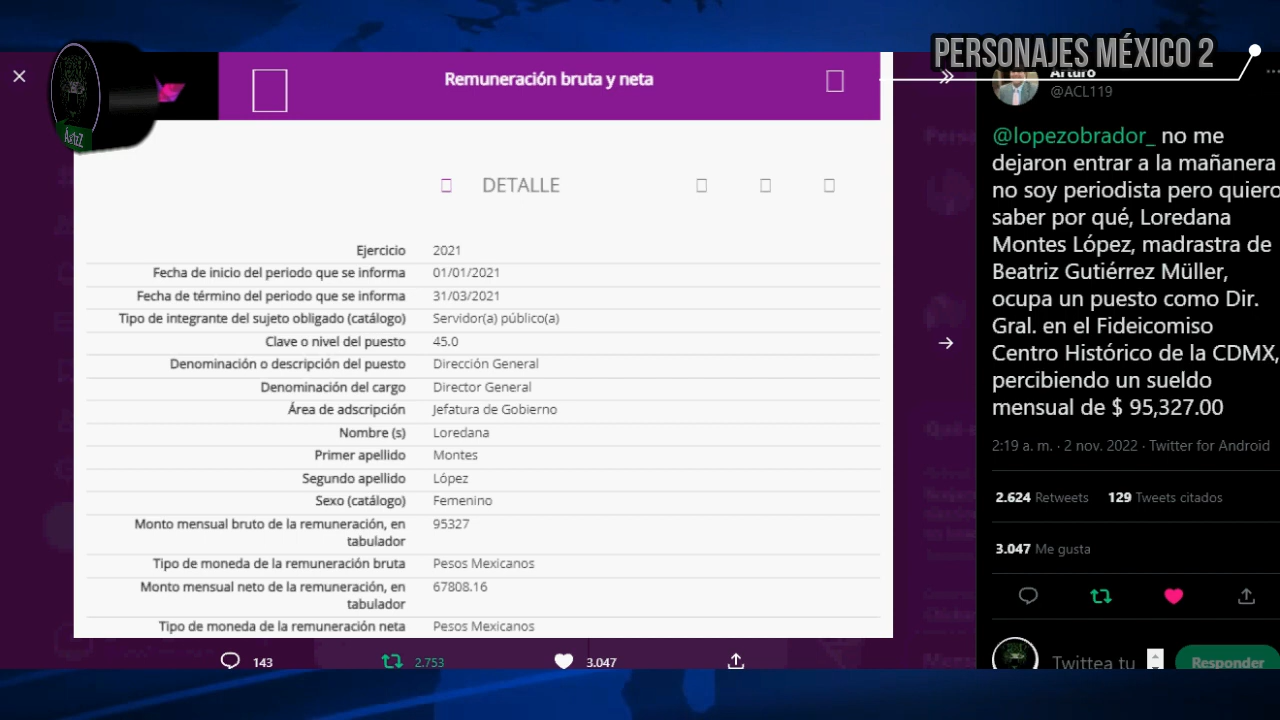 PERSONAJES MÉXICO 2
Remuneración bruta y neta
DETALLE
Ejercicio 2021
Fecha de inicio del periodo que se informa 01/01/2021
Fecha de término del periodo que se informa 31/03/2021
Tipo de integrante del sujeto obligado (catálogo) Servidor(a) público(a)
Clave o nivel del puesto 45.0
Denominación o descripción del puesto Dirección General
Denominación del cargo Director General
Área de adscripción Jefatura de Gobierno
Nombre (s) Loredana
Primer apellido Montes
Segundo apellido López
Sexo (catálogo) Femenino
Monto mensual bruto de la remuneración, en 95327
tabulador
Tipo de moneda de la remuneración bruta Pesos Mexicanos
Monto mensual neto de la remuneración, en 67808.16
tabulador
Tipo de moneda de la remuneración neta Pesos Mexicanos
143 2.753 3.047
Arturo
@ACL119
@lopezobrador_ no me
dejaron entrar a la mañanera
no soy periodista pero quiero
saber por qué, Loredana
Montes López, madrastra de
Beatriz Gutiérrez Müller,
ocupa un puesto como Dir.
Gral. en el Fideicomiso
Centro Histórico de la CDMX,
percibiendo un sueldo
mensual de $ 95,327.00
2:19 a. m. · 2 nov. 2022 · Twitter for Android
2.624 Retweets 129 Tweets citados
3.047 Me gusta
Twittea tu
Responder